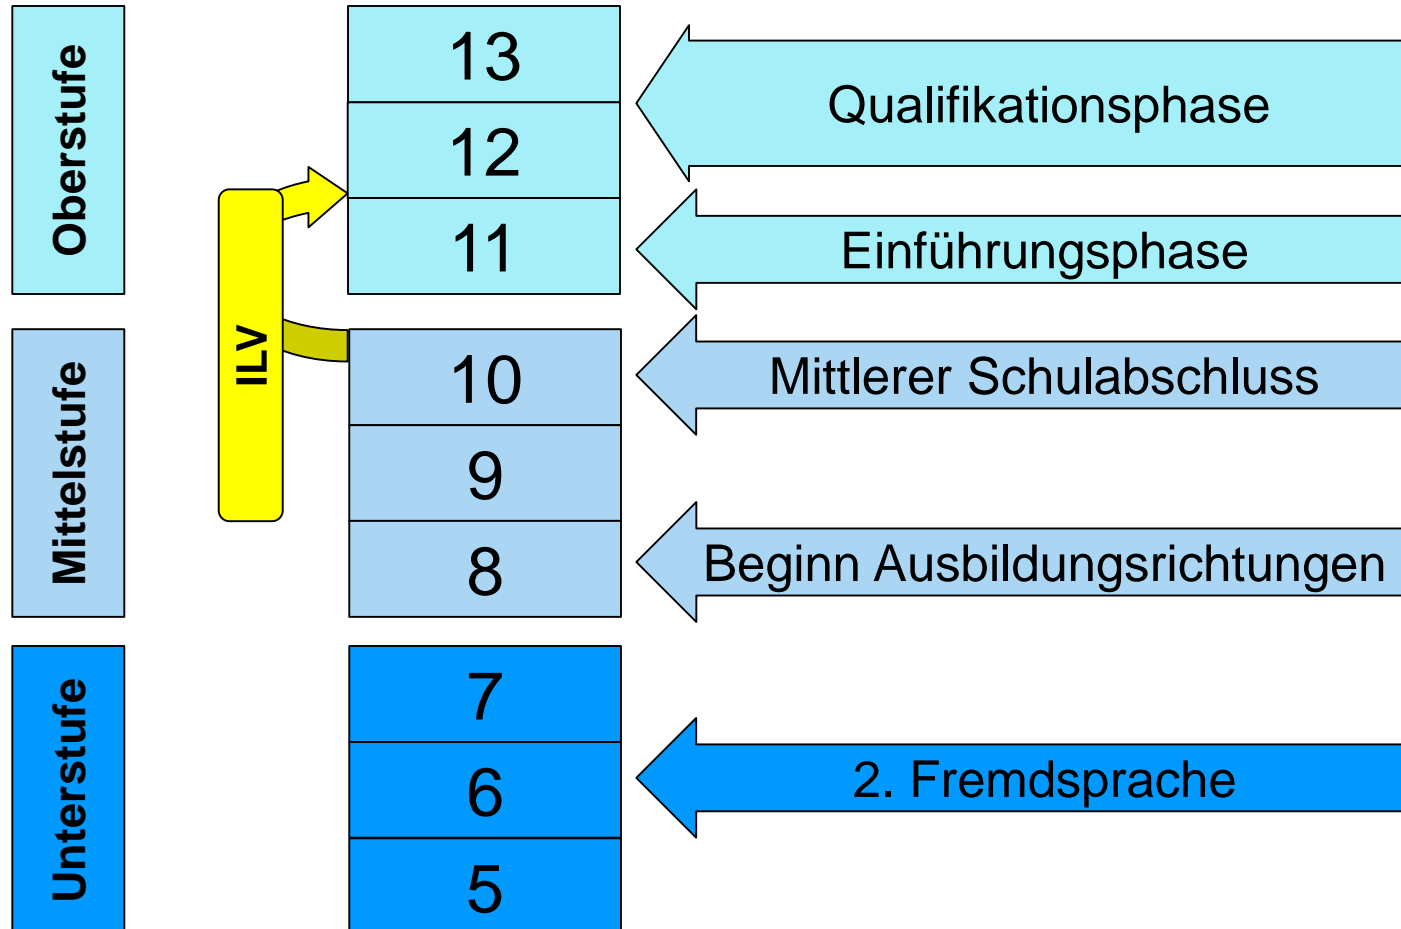 Oberstufe
13
12
11
Qualifikationsphase
Einführungsphase
ILV
Mittelstufe
10
9
8
Mittlerer Schulabschluss
Beginn Ausbildungsrichtungen
Unterstufe
7
6
5
2. Fremdsprache